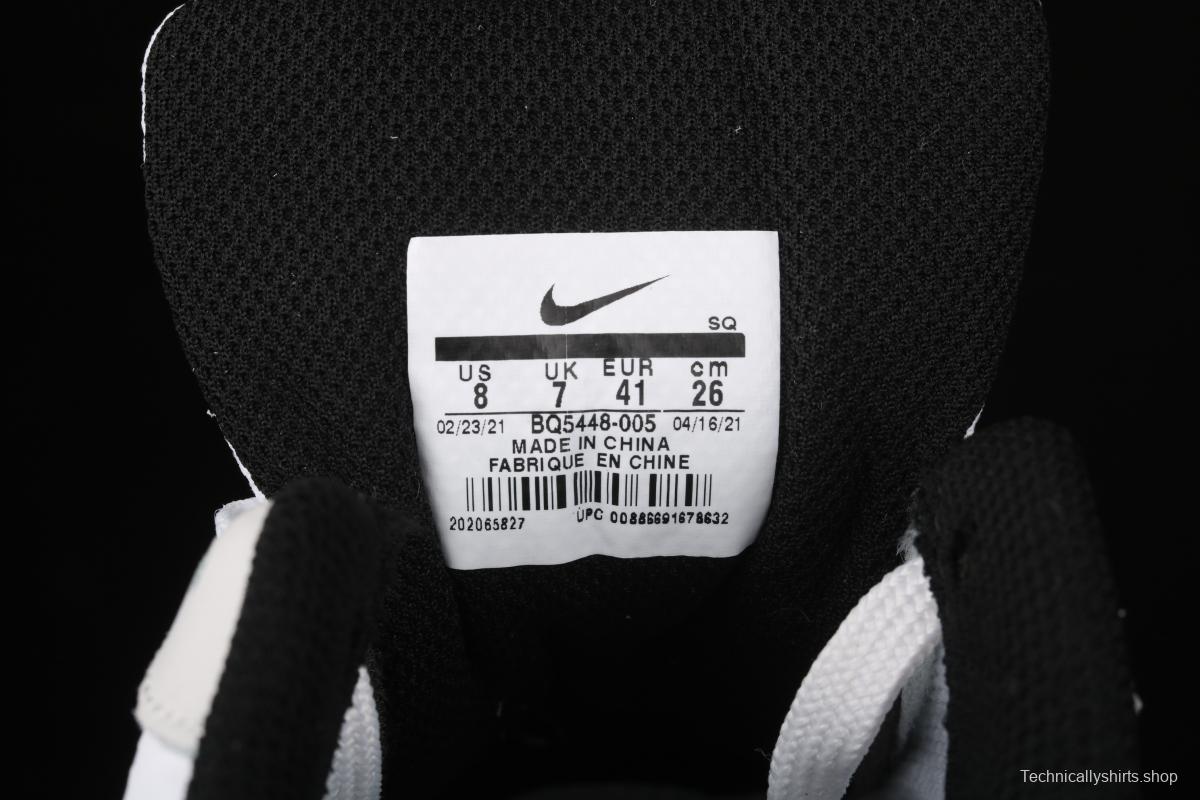 SQ
US UK EUR cm
8 7 41 26
02/23/21 BQ5448-005 04/16/21
MADE IN CHINA
FABRIQUE EN CHINE
202065827 UPC 00886691678632
Technicallyshirts.shop